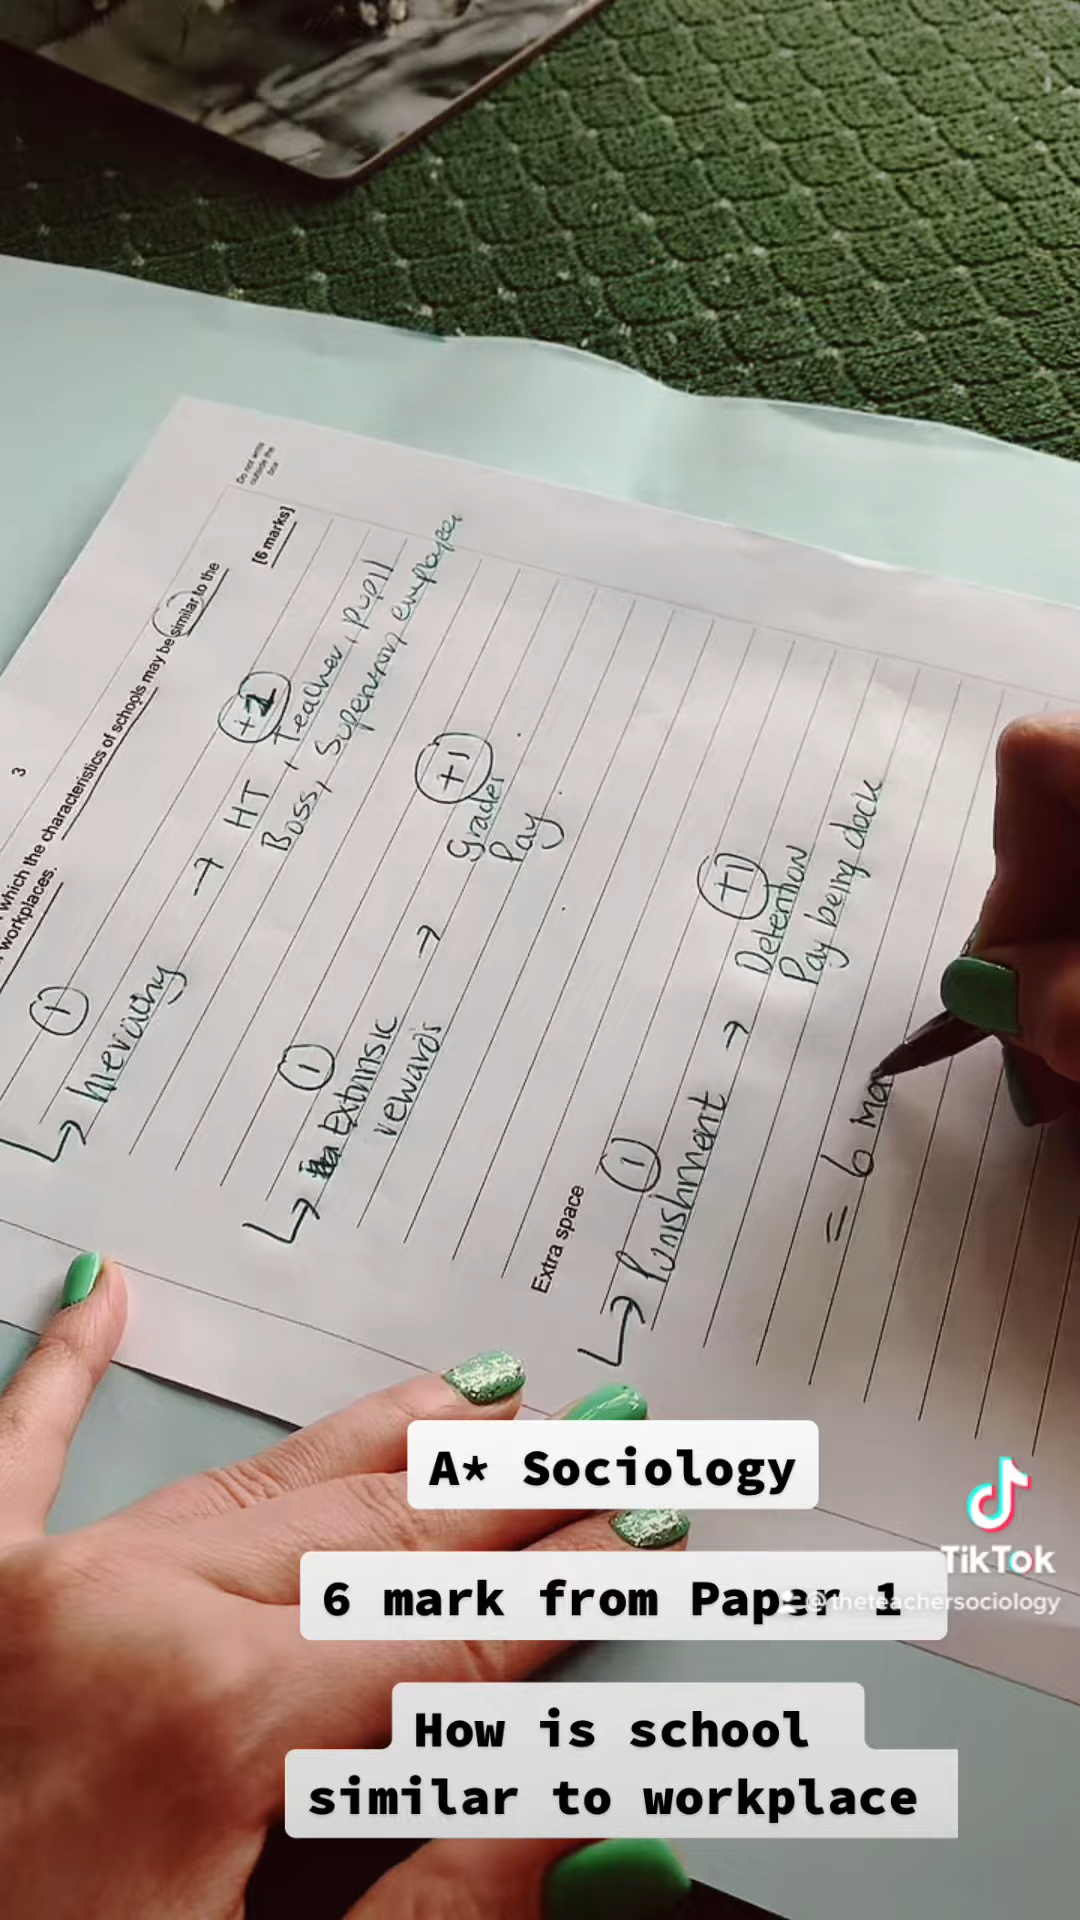 3
Do not write
outside the
box
which the characteristics of schools may be similar to the
workplaces.
[6 marks]
1
↳ hierarchy → HT, Teacher, Pupil
+1
Boss, Supervisor, employee
1
↳ Extrinsic → Grades
+1
rewards
Pay
Extra space
1
↳ Punishment → Detention
+1
Pay being dock
= 6 ma
A* Sociology
6 mark from Paper 1
How is school
similar to workplace
TikTok
@theteachersociology